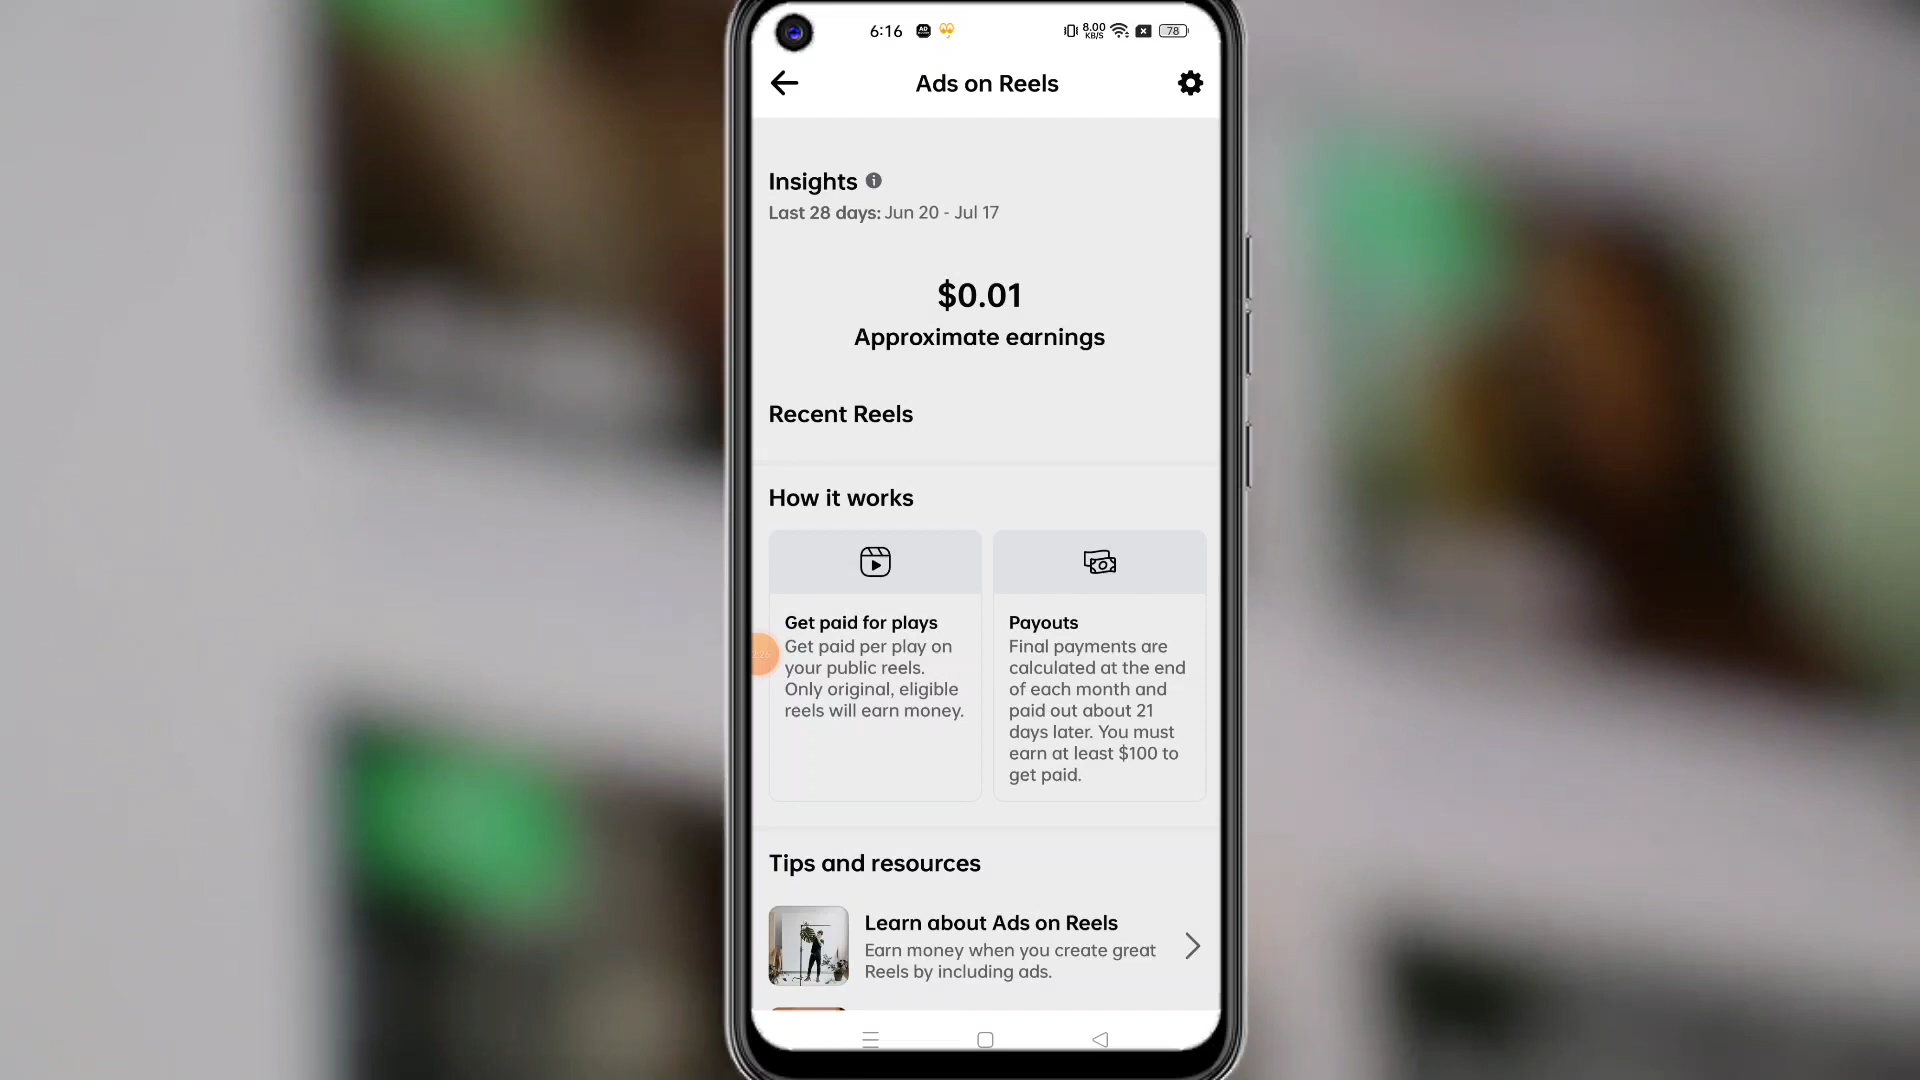 6:16
8.00
KB/S
78
Ads on Reels
Insights
Last 28 days: Jun 20 - Jul 17
$0.01
Approximate earnings
Recent Reels
How it works
Get paid for plays
Get paid per play on
your public reels.
Only original, eligible
reels will earn money.
Payouts
Final payments are
calculated at the end
of each month and
paid out about 21
days later. You must
earn at least $100 to
get paid.
Tips and resources
Learn about Ads on Reels
Earn money when you create great
Reels by including ads.